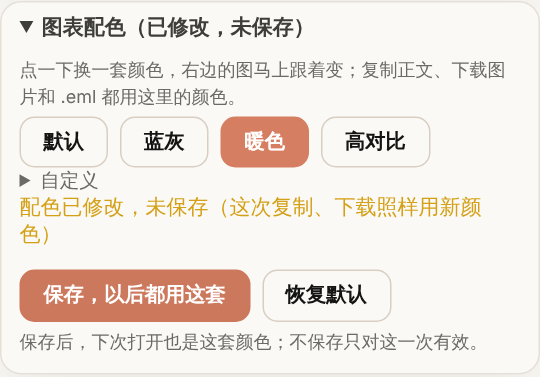 ▼ 图表配色（已修改，未保存）
点一下换一套颜色，右边的图马上跟着变；复制正文、下载图
片和 .eml 都用这里的颜色。
默认 蓝灰 暖色 高对比
▶ 自定义
配色已修改，未保存（这次复制、下载照样用新颜
色）
保存，以后都用这套 恢复默认
保存后，下次打开也是这套颜色；不保存只对这一次有效。